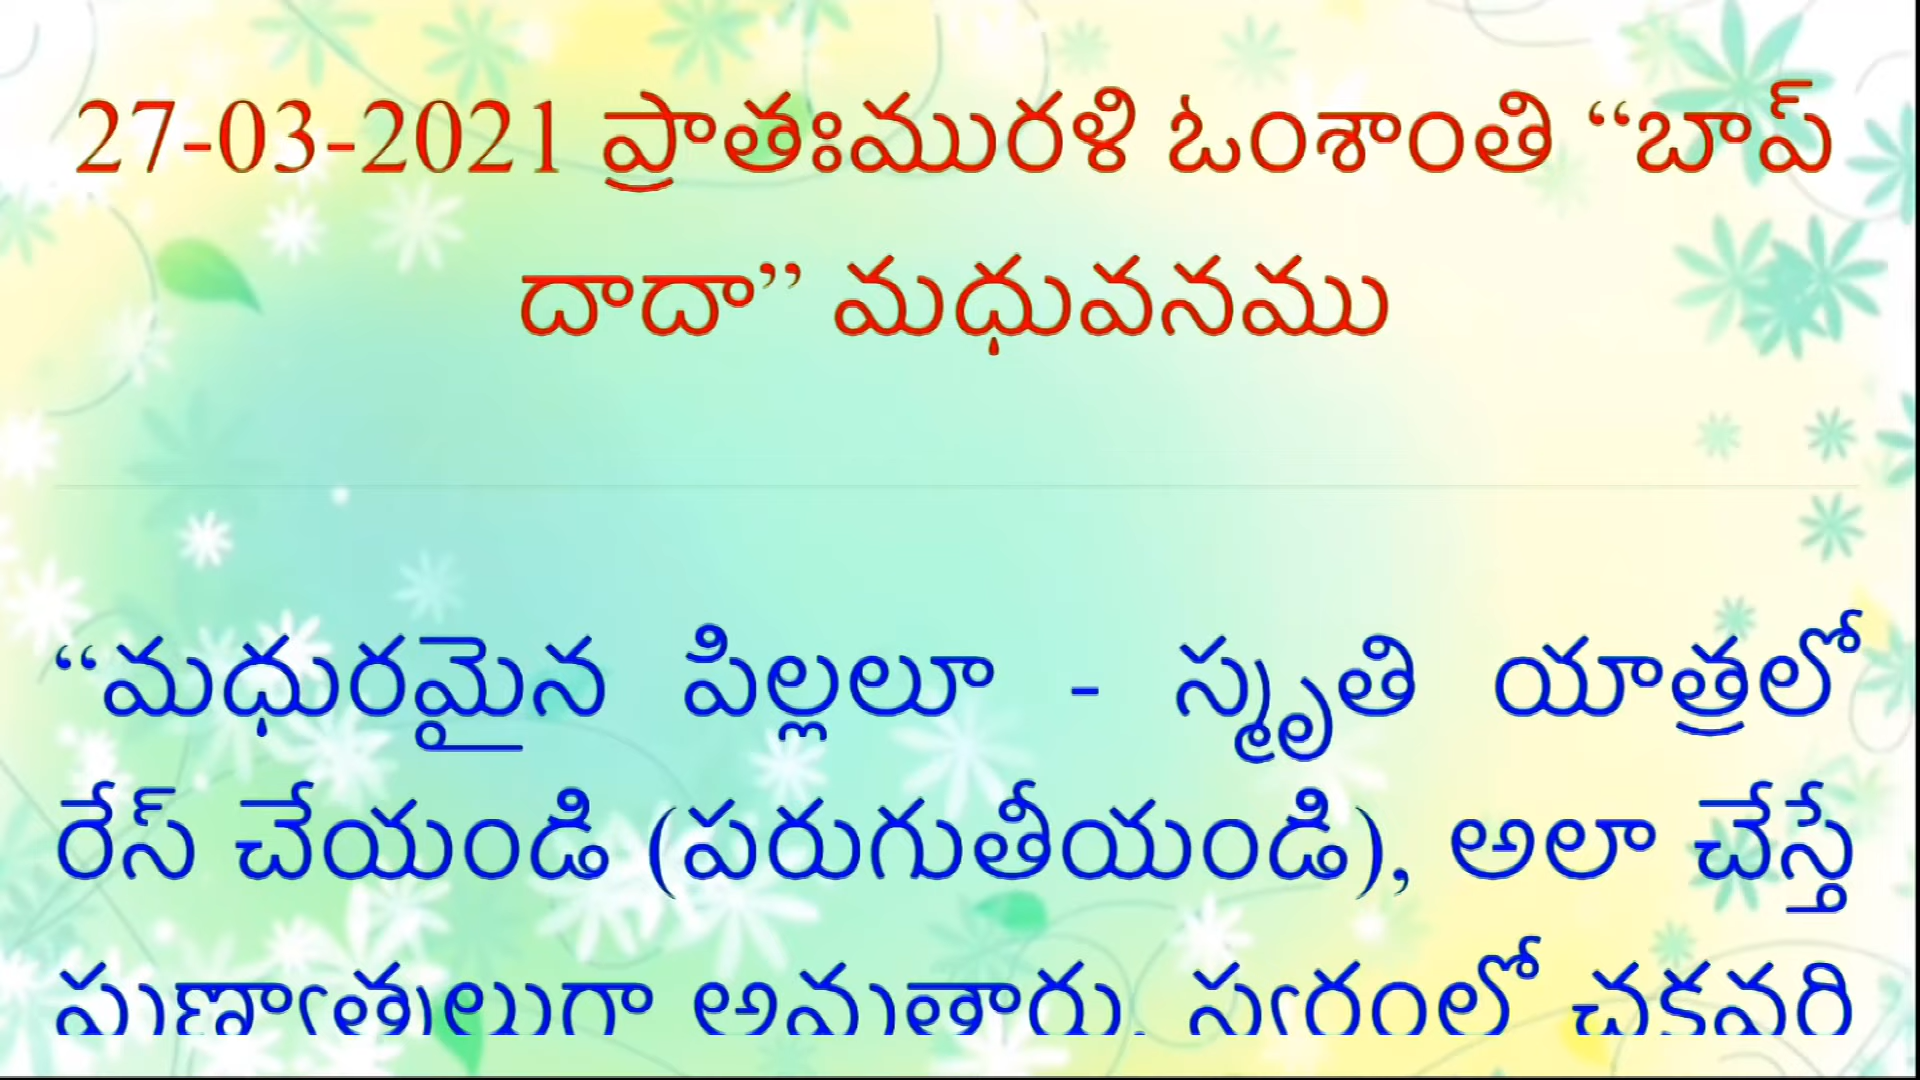 27-03-2021 ప్రాతఃమురళి ఓంశాంతి “బాప్
దాదా” మధువనము
“మధురమైన పిల్లలూ - స్మృతి యాత్రలో
రేస్ చేయండి (పరుగుతీయండి), అలా చేస్తే